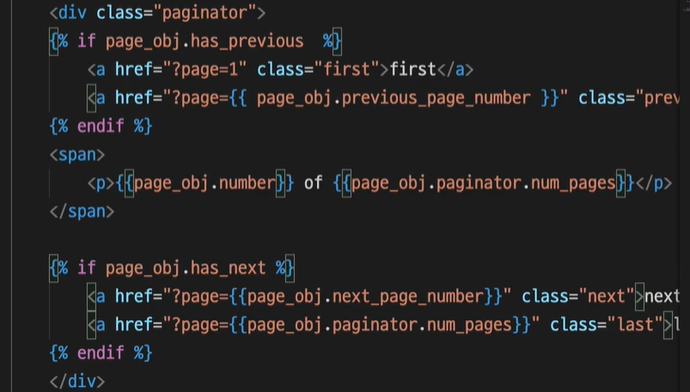 <div class="paginator">
{% if page_obj.has_previous  %}
<a href="?page=1" class="first">first</a>
<a href="?page={{ page_obj.previous_page_number }}" class="prev
{% endif %}
<span>
<p>{{page_obj.number}} of {{page_obj.paginator.num_pages}}</p>
</span>
{% if page_obj.has_next %}
<a href="?page={{page_obj.next_page_number}}" class="next">next
<a href="?page={{page_obj.paginator.num_pages}}" class="last">l
{% endif %}
</div>